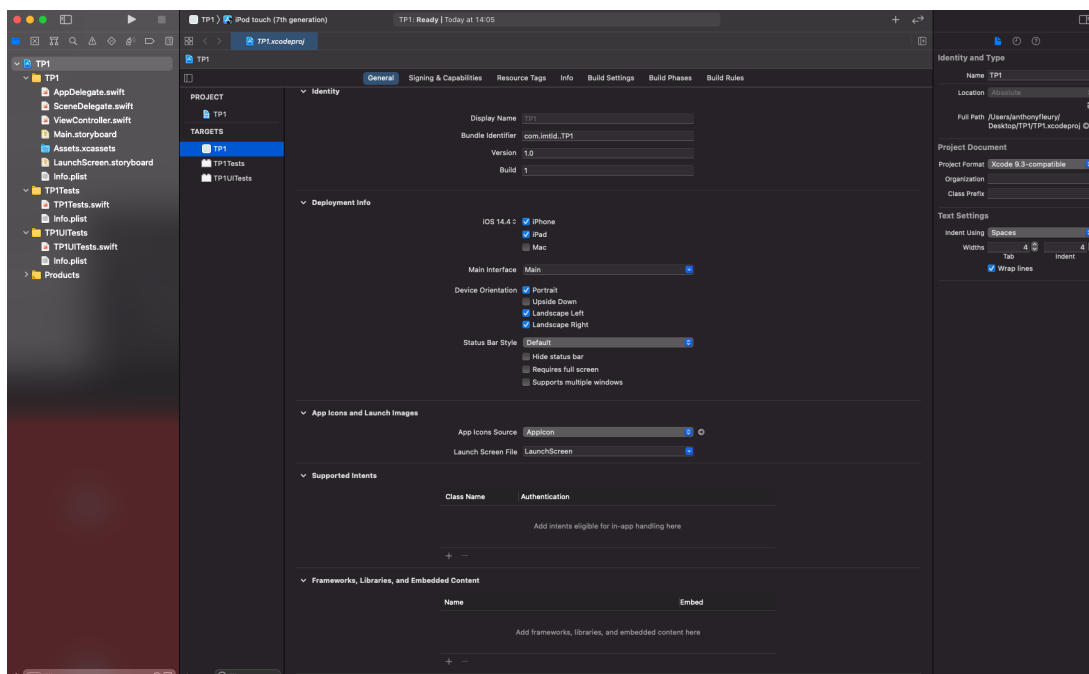 TP1 › iPod touch (7th generation)
TP1: Ready | Today at 14:05
TP1.xcodeproj
TP1
TP1
TP1
AppDelegate.swift
SceneDelegate.swift
ViewController.swift
Main.storyboard
Assets.xcassets
LaunchScreen.storyboard
Info.plist
TP1Tests
TP1Tests.swift
Info.plist
TP1UITests
TP1UITests.swift
Info.plist
Products
General Signing & Capabilities Resource Tags Info Build Settings Build Phases Build Rules
PROJECT
TP1
TARGETS
TP1
TP1Tests
TP1UITests
Identity
Display Name TP1
Bundle Identifier com.imtld..TP1
Version 1.0
Build 1
Deployment Info
iOS 14.4 iPhone
iPad
Mac
Main Interface Main
Device Orientation Portrait
Upside Down
Landscape Left
Landscape Right
Status Bar Style Default
Hide status bar
Requires full screen
Supports multiple windows
App Icons and Launch Images
App Icons Source AppIcon
Launch Screen File LaunchScreen
Supported Intents
Class Name Authentication
Add intents eligible for in-app handling here
Frameworks, Libraries, and Embedded Content
Name Embed
Add frameworks, libraries, and embedded content here
Identity and Type
Name TP1
Location Absolute
Full Path /Users/anthonyfleury/
Desktop/TP1/TP1.xcodeproj
Project Document
Project Format Xcode 9.3-compatible
Organization
Class Prefix
Text Settings
Indent Using Spaces
Widths 4 4
Tab Indent
Wrap lines